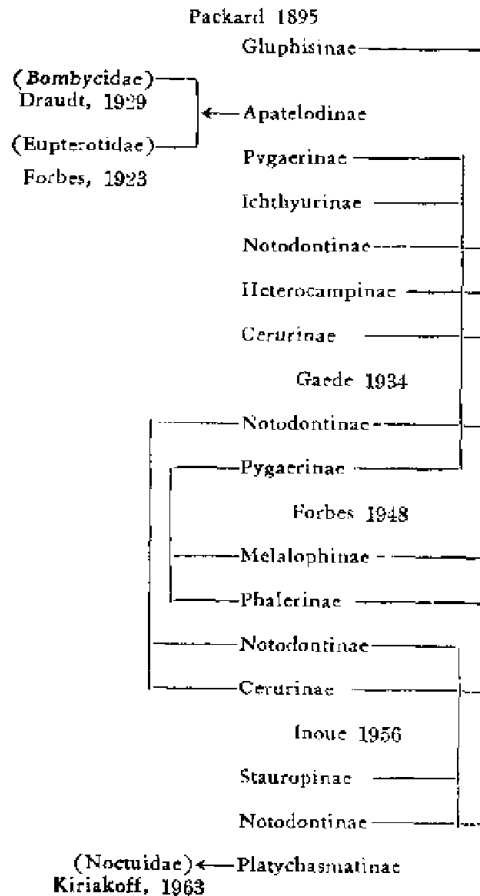 Packard 1895
Gluphisinae
(Bombycidae)
Draudt, 1929
Apatelodinae
(Eupterotidae)
Forbes, 1923
Pygaerinae
Ichthyurinae
Notodontinae
Heterocampinae
Cerurinae
Gaede 1934
Notodontinae
Pygaerinae
Forbes 1948
Melalophinae
Phalerinae
Notodontinae
Cerurinae
Inoue 1956
Stauropinae
Notodontinae
(Noctuidae) Platychasmatinae
Kiriakoff, 1963